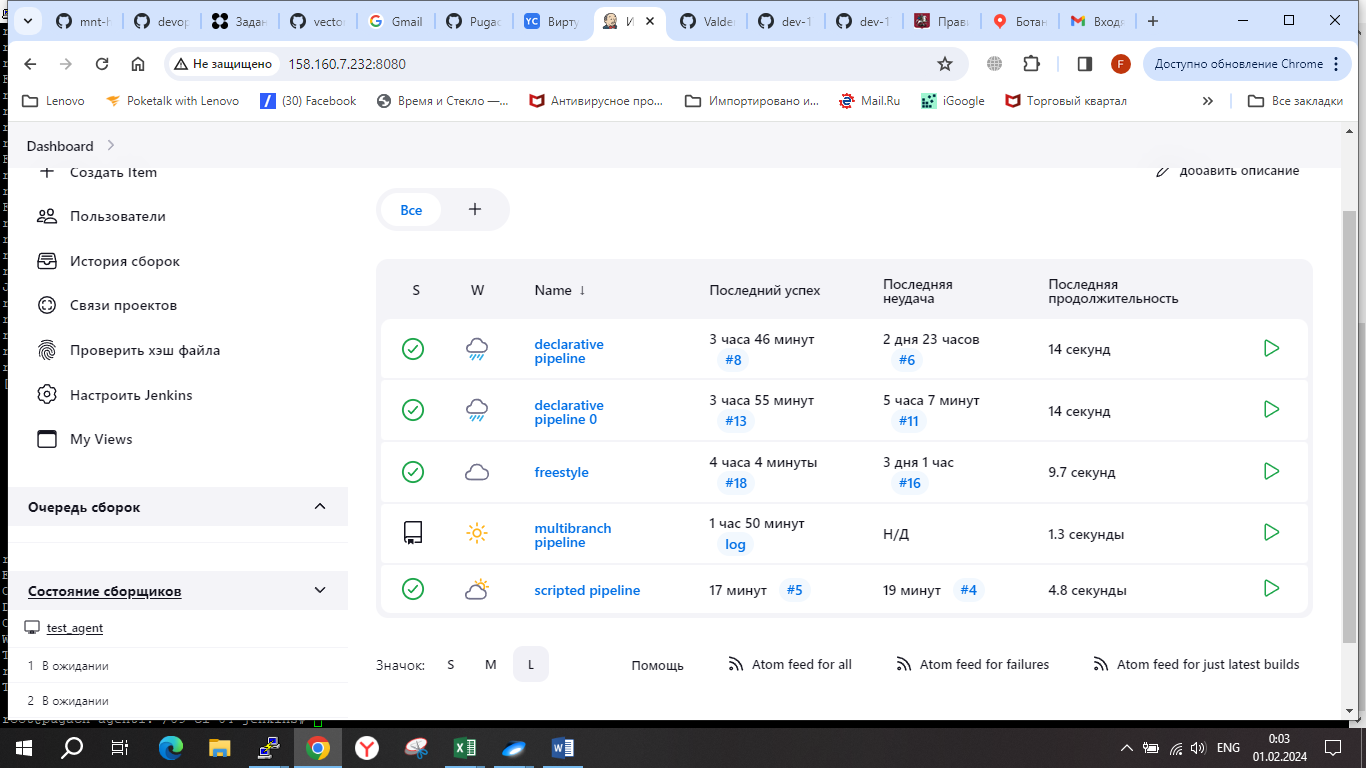 mnt-h
devop
Задан
vector
Gmail
Pugac
Вирту
И
Valde
dev-1
dev-1
Прави
Ботан
Входя
Не защищено
158.160.7.232:8080
Доступно обновление Chrome
Lenovo
Poketalk with Lenovo
(30) Facebook
Время и Стекло —...
Антивирусное про...
Импортировано и...
Mail.Ru
iGoogle
Торговый квартал
»
Все закладки
Dashboard
Создать Item
Пользователи
История сборок
Связи проектов
Проверить хэш файла
Настроить Jenkins
My Views
Очередь сборок
Состояние сборщиков
test_agent
1 В ожидании
2 В ожидании
добавить описание
Все +
S W Name ↓ Последний успех Последняя неудача Последняя продолжительность
declarative pipeline 3 часа 46 минут #8 2 дня 23 часов #6 14 секунд
declarative pipeline 0 3 часа 55 минут #13 5 часа 7 минут #11 14 секунд
freestyle 4 часа 4 минуты #18 3 дня 1 час #16 9.7 секунд
multibranch pipeline 1 час 50 минут log Н/Д 1.3 секунды
scripted pipeline 17 минут #5 19 минут #4 4.8 секунды
Значок: S M L
Помощь
Atom feed for all
Atom feed for failures
Atom feed for just latest builds
ENG
0:03
01.02.2024